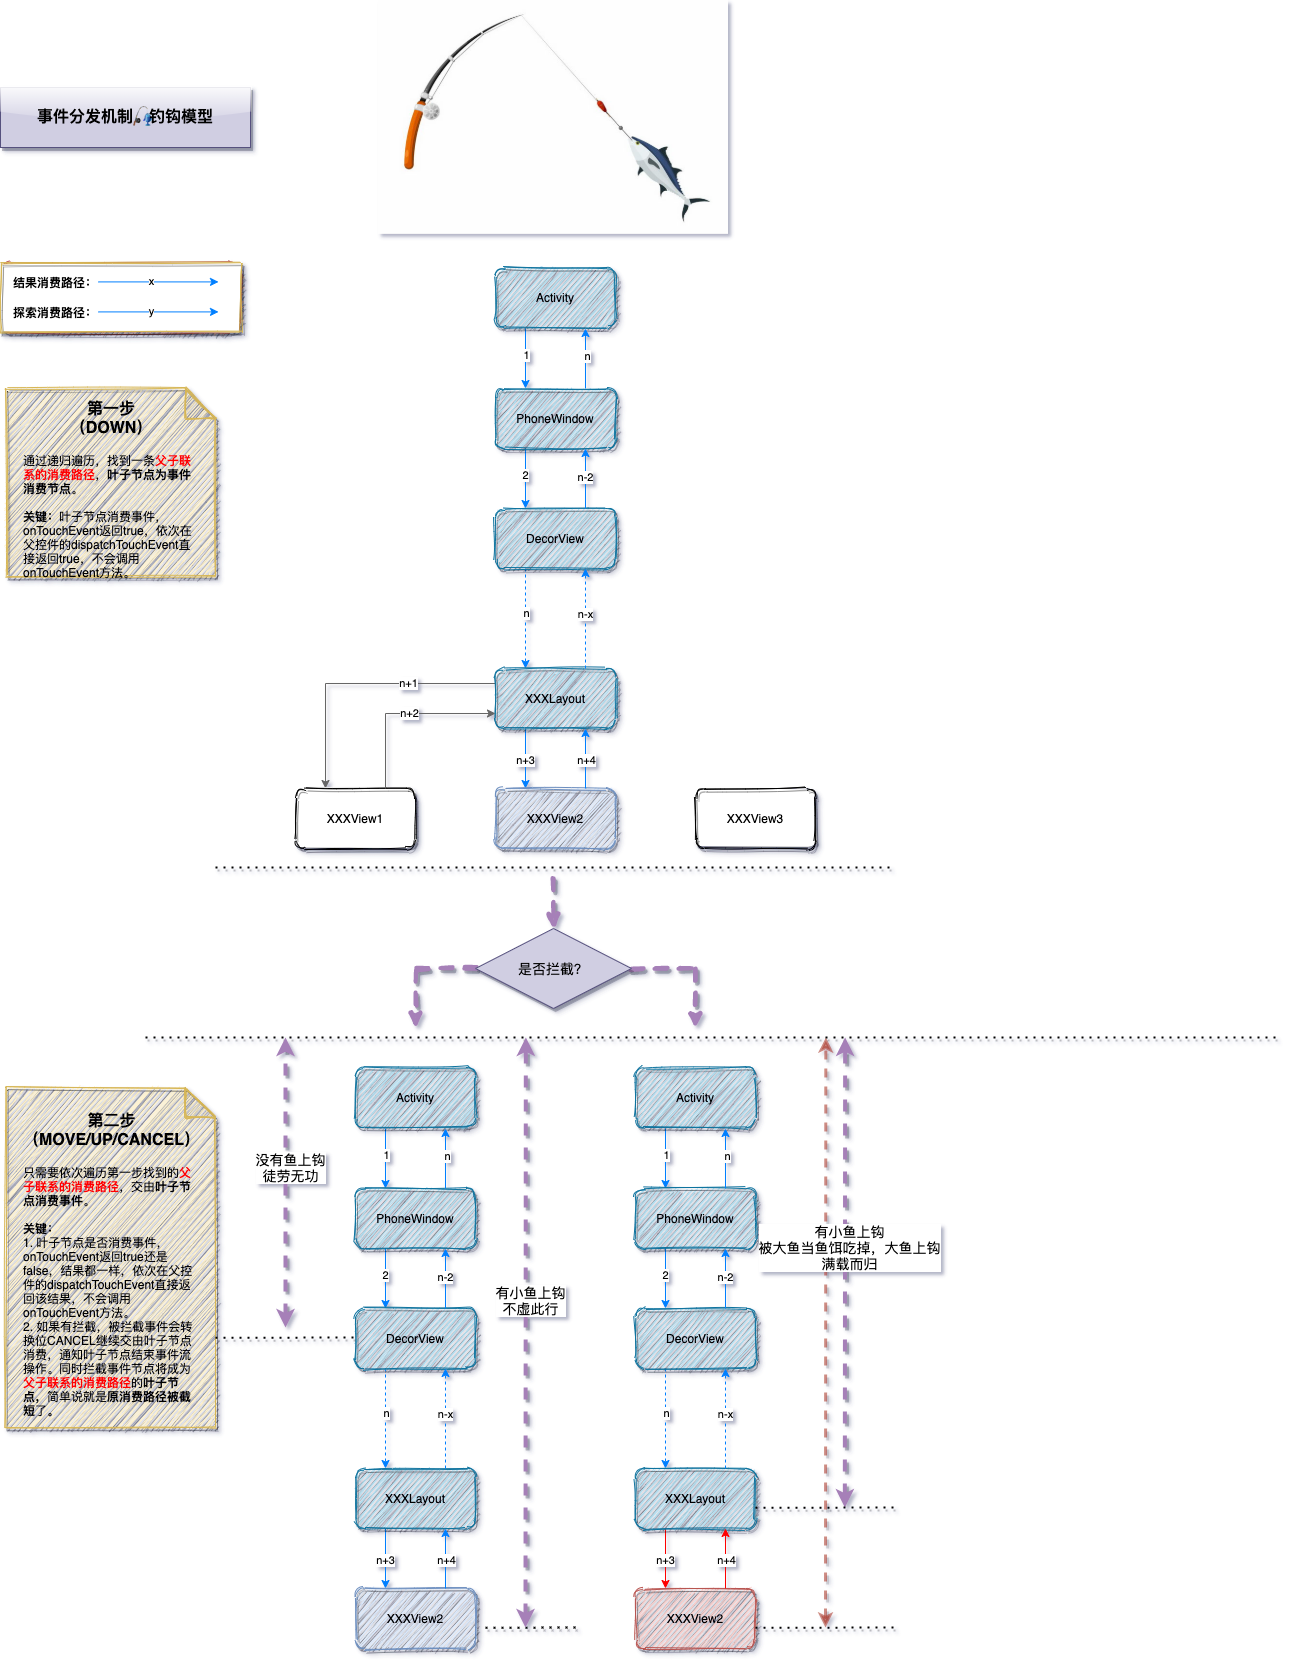 事件分发机制🎣钓钩模型
结果消费路径：
x
探索消费路径：
y
第一步
（DOWN）
通过递归遍历，找到一条父子联
系的消费路径，叶子节点为事件
消费节点。
关键：叶子节点消费事件，
onTouchEvent返回true，依次在
父控件的dispatchTouchEvent直
接返回true，不会调用
onTouchEvent方法。
Activity
1
n
PhoneWindow
2
n-2
DecorView
n
n-x
XXXLayout
n+1
n+2
n+3
n+4
XXXView1
XXXView2
XXXView3
是否拦截?
第二步
（MOVE/UP/CANCEL）
只需要依次遍历第一步找到的父
子联系的消费路径，交由叶子节
点消费事件。
关键：
1. 叶子节点是否消费事件，
onTouchEvent返回true还是
false，结果都一样，依次在父控
件的dispatchTouchEvent直接返
回该结果，不会调用
onTouchEvent方法。
2. 如果有拦截，被拦截事件会转
换位CANCEL继续交由叶子节点
消费，通知叶子节点结束事件流
操作。同时拦截事件节点将成为
父子联系的消费路径的叶子节
点，简单说就是原消费路径被截
短了。
没有鱼上钩
徒劳无功
Activity
1
n
PhoneWindow
2
n-2
DecorView
n
n-x
XXXLayout
n+3
n+4
XXXView2
有小鱼上钩
不虚此行
Activity
1
n
PhoneWindow
2
n-2
DecorView
n
n-x
XXXLayout
n+3
n+4
XXXView2
有小鱼上钩
被大鱼当鱼饵吃掉，大鱼上钩
满载而归